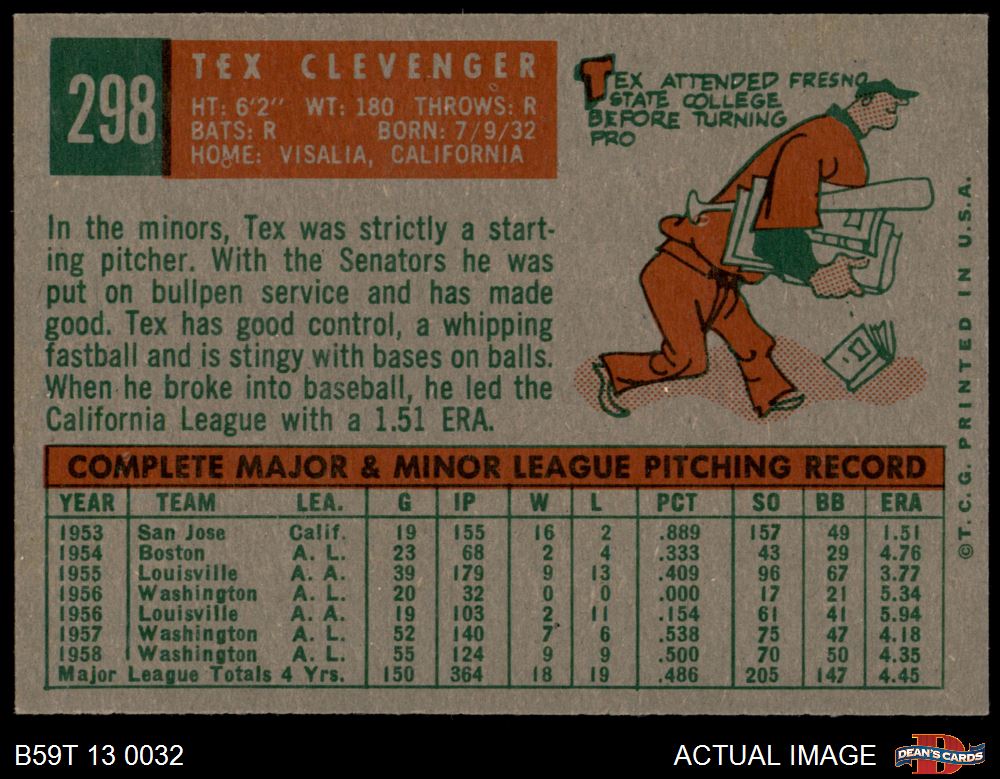 298
TEX CLEVENGER
HT: 6'2" WT: 180 THROWS: R
BATS: R BORN: 7/9/32
HOME: VISALIA, CALIFORNIA
TEX ATTENDED FRESNO
STATE COLLEGE
BEFORE TURNING
PRO
In the minors, Tex was strictly a start-
ing pitcher. With the Senators he was
put on bullpen service and has made
good. Tex has good control, a whipping
fastball and is stingy with bases on balls.
When he broke into baseball, he led the
California League with a 1.51 ERA.
COMPLETE MAJOR & MINOR LEAGUE PITCHING RECORD
YEAR TEAM LEA. G IP W L PCT SO BB ERA
1953 San Jose Calif. 19 155 16 2 .889 157 49 1.51
1954 Boston A. L. 23 68 2 4 .333 43 29 4.76
1955 Louisville A. A. 39 179 9 13 .409 96 67 3.77
1956 Washington A. L. 20 32 0 0 .000 17 21 5.34
1956 Louisville A. A. 19 103 2 11 .154 61 41 5.94
1957 Washington A. L. 52 140 7 6 .538 75 47 4.18
1958 Washington A. L. 55 124 9 9 .500 70 50 4.35
Major League Totals 4 Yrs. 150 364 18 19 .486 205 147 4.45
©T.C.G. PRINTED IN U.S.A.
B59T 13 0032
ACTUAL IMAGE
DEAN'S CARDS